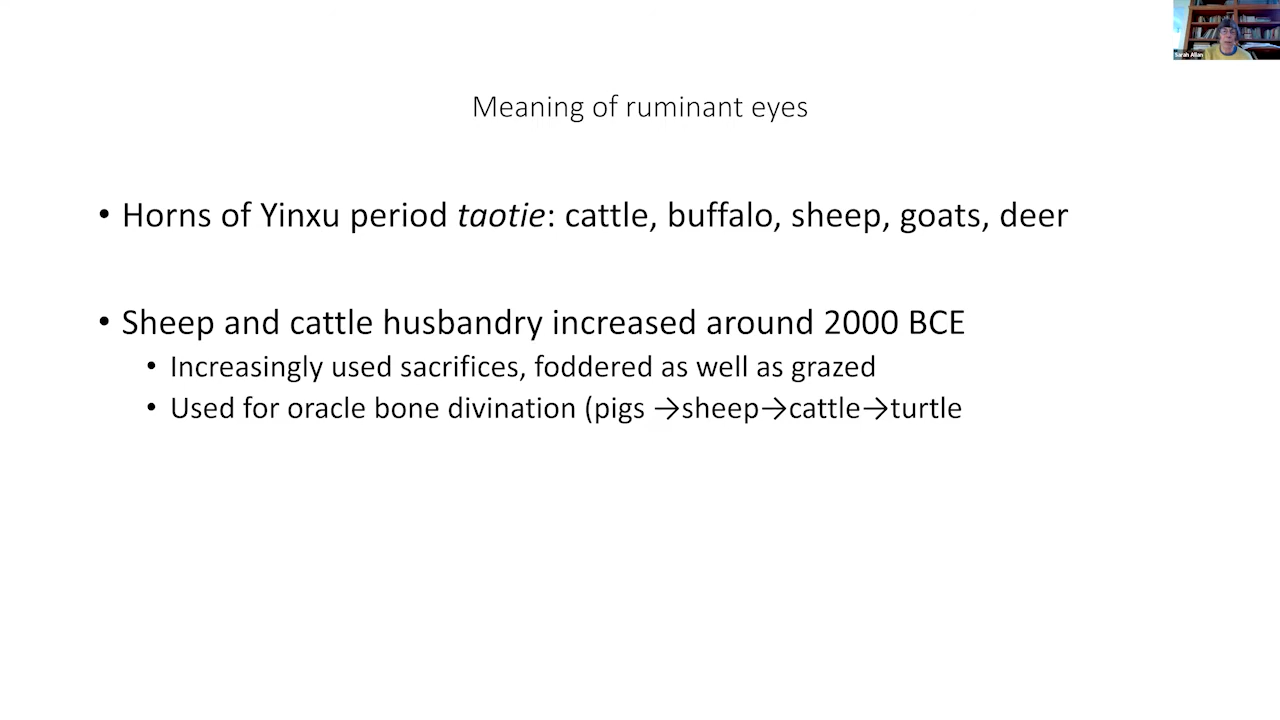 Sarah Allan
Meaning of ruminant eyes
• Horns of Yinxu period taotie: cattle, buffalo, sheep, goats, deer
• Sheep and cattle husbandry increased around 2000 BCE
• Increasingly used sacrifices, foddered as well as grazed
• Used for oracle bone divination (pigs →sheep→cattle→turtle